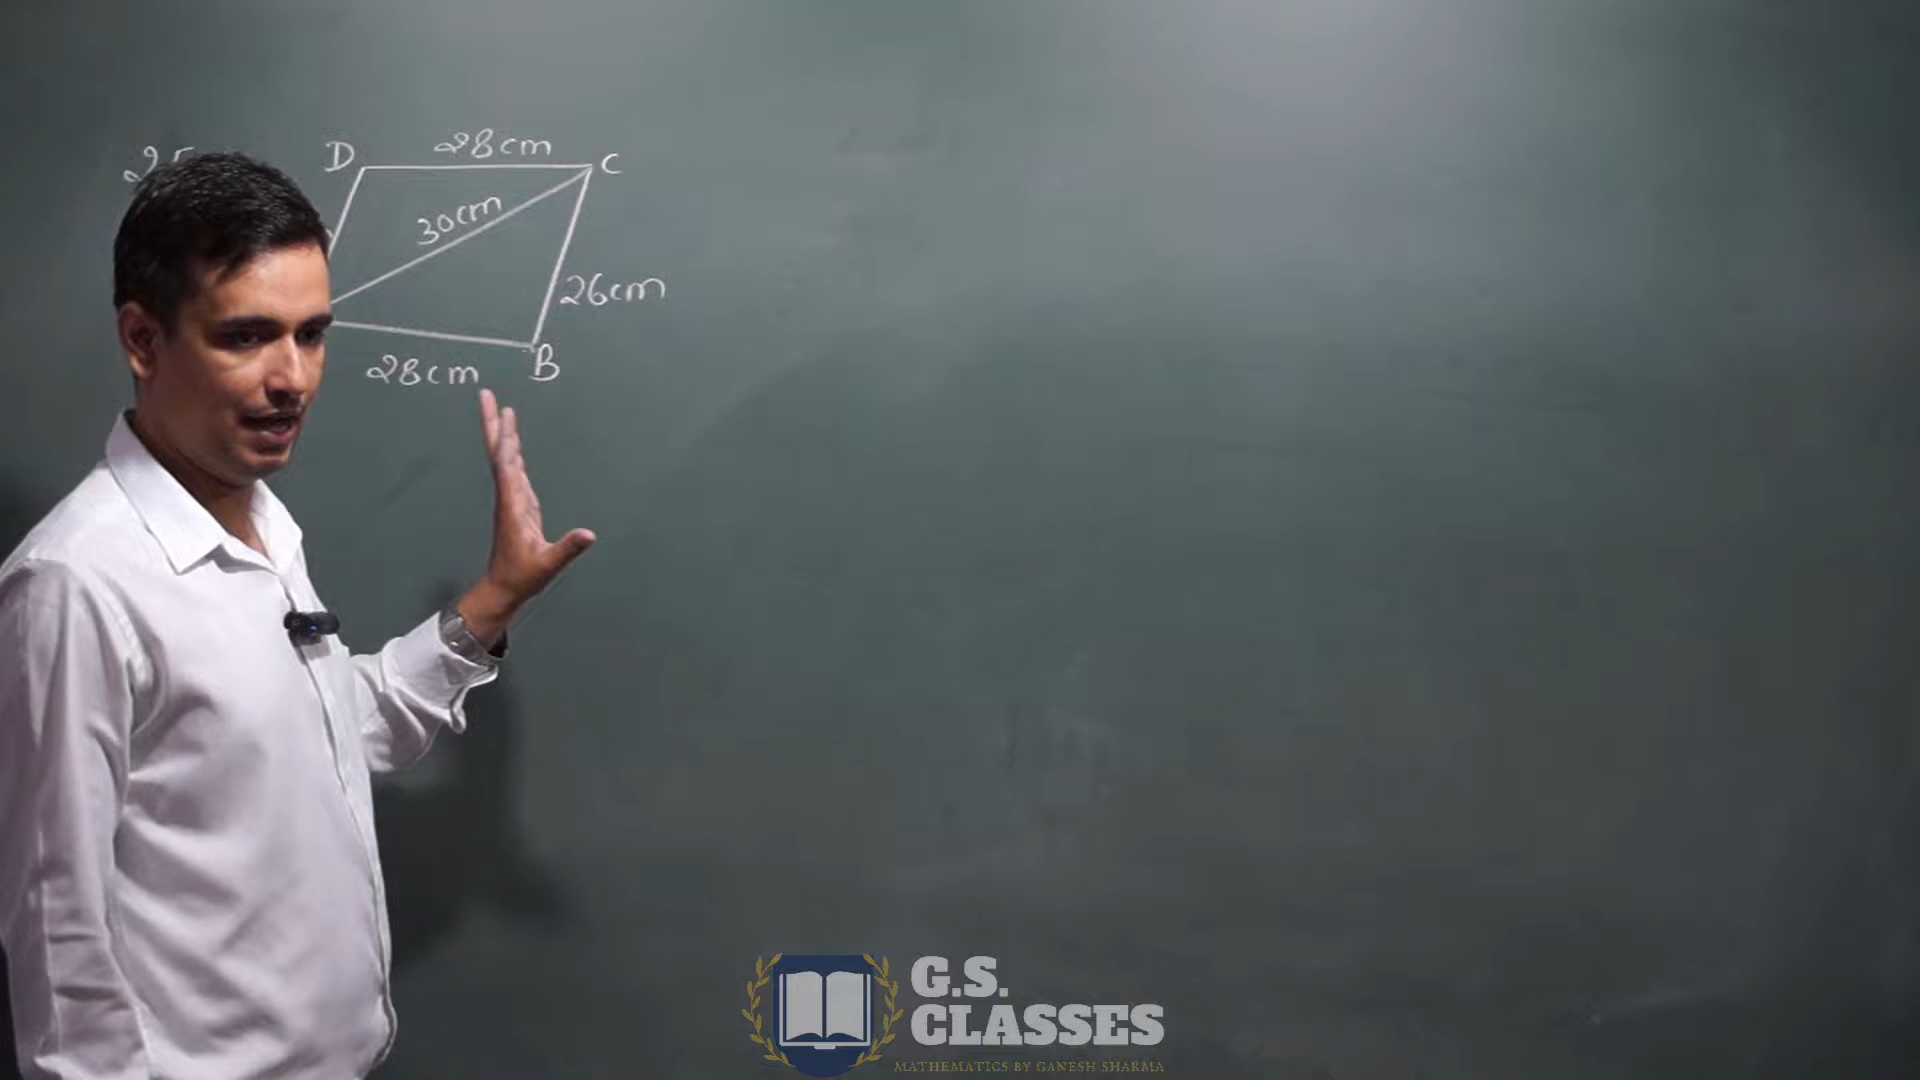 D 28cm C
30cm
26cm
28cm B
G.S.
CLASSES
MATHEMATICS BY GANESH SHARMA